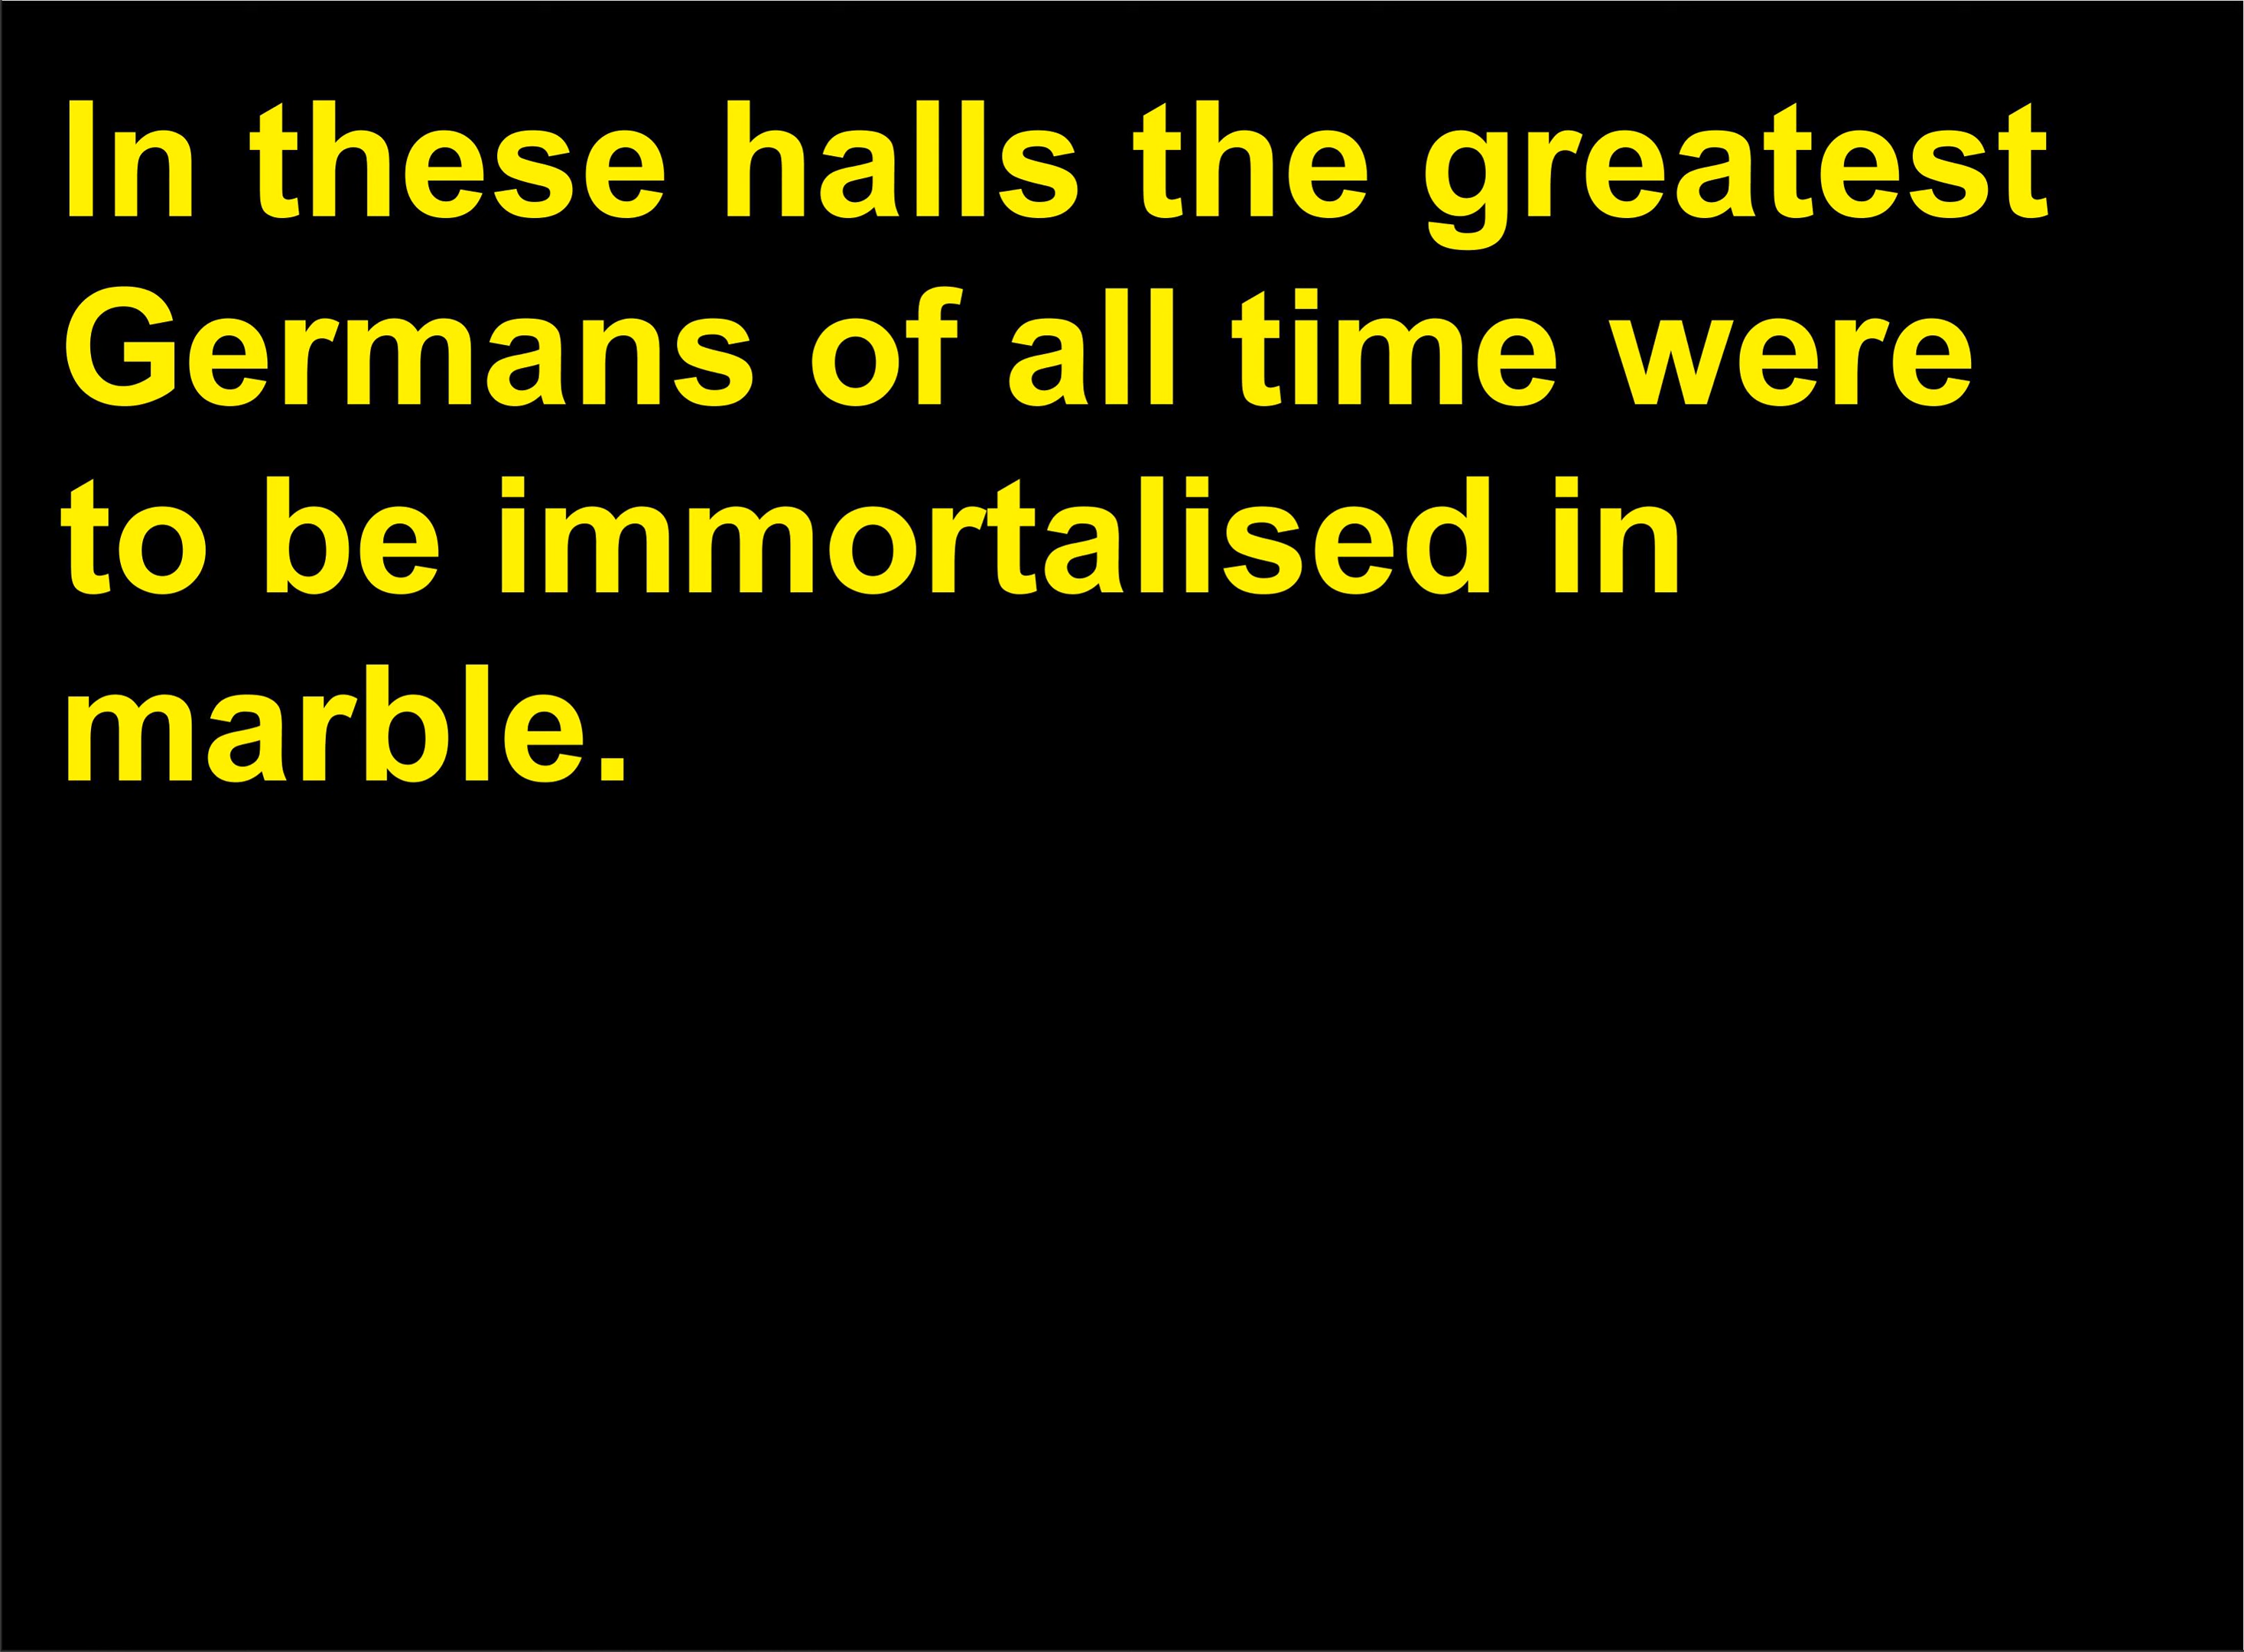 In these halls the greatest
Germans of all time were
to be immortalised in
marble.